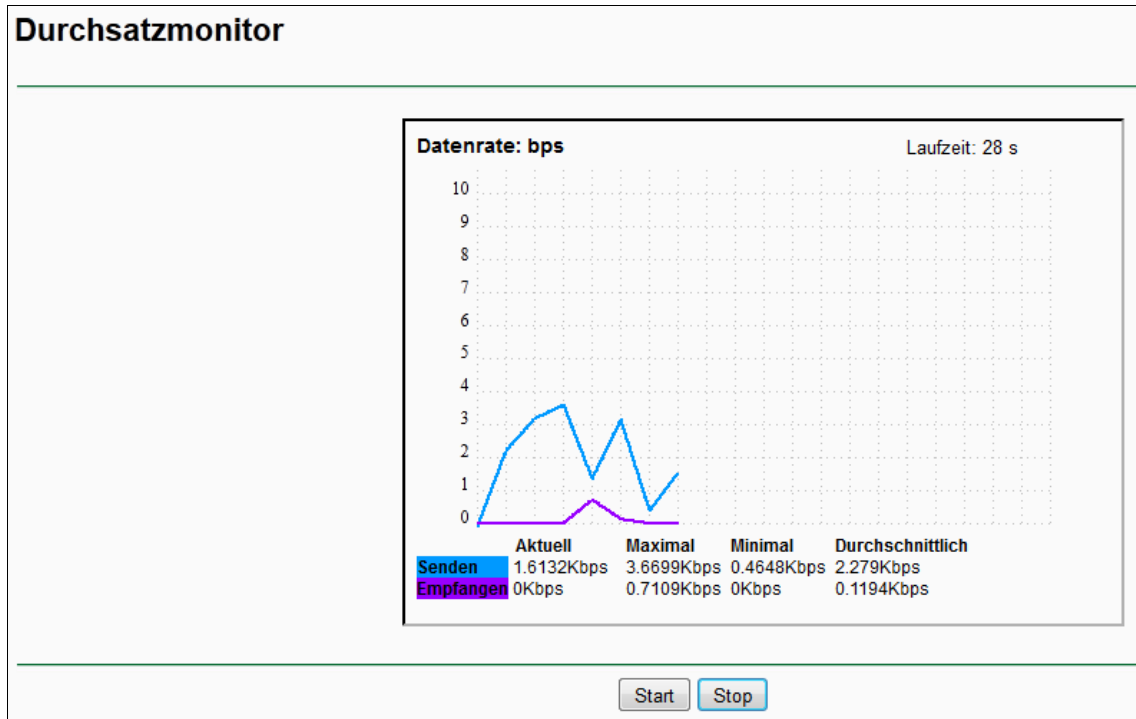 Durchsatzmonitor
Datenrate: bps Laufzeit: 28 s
10
9
8
7
6
5
4
3
2
1
0
Aktuell Maximal Minimal Durchschnittlich
Senden 1.6132Kbps 3.6699Kbps 0.4648Kbps 2.279Kbps
Empfangen 0Kbps 0.7109Kbps 0Kbps 0.1194Kbps
Start Stop